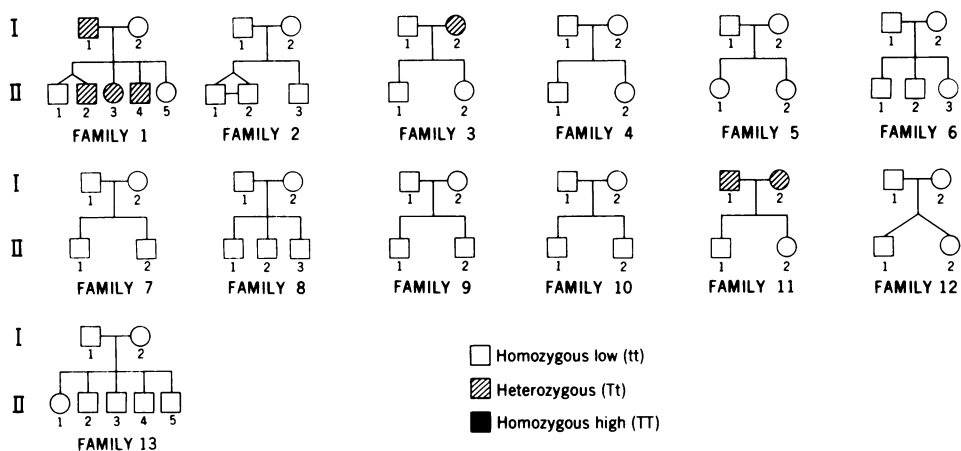 I
1 2 1 2 1 2 1 2 1 2 1 2
II
1 2 3 4 5 1 2 3 1 2 1 2 1 2 1 2 3
FAMILY 1 FAMILY 2 FAMILY 3 FAMILY 4 FAMILY 5 FAMILY 6
I
1 2 1 2 1 2 1 2 1 2 1 2
II
1 2 1 2 3 1 2 1 2 1 2 1 2
FAMILY 7 FAMILY 8 FAMILY 9 FAMILY 10 FAMILY 11 FAMILY 12
I
1 2
II
1 2 3 4 5
FAMILY 13
Homozygous low (tt)
Heterozygous (Tt)
Homozygous high (TT)